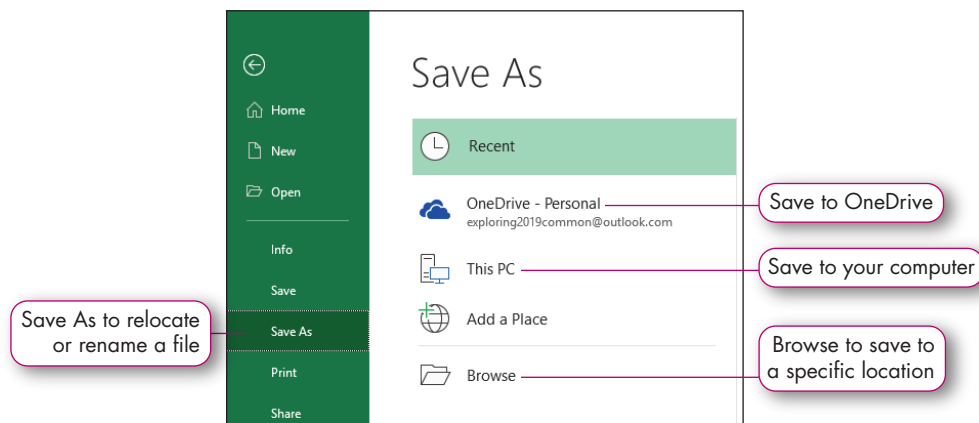 Save As
Home
New
Open
Info
Save
Save As
Print
Share
Recent
OneDrive - Personal
exploring2019common@outlook.com
This PC
Add a Place
Browse
Save to OneDrive
Save to your computer
Browse to save to
a specific location
Save As to relocate
or rename a file